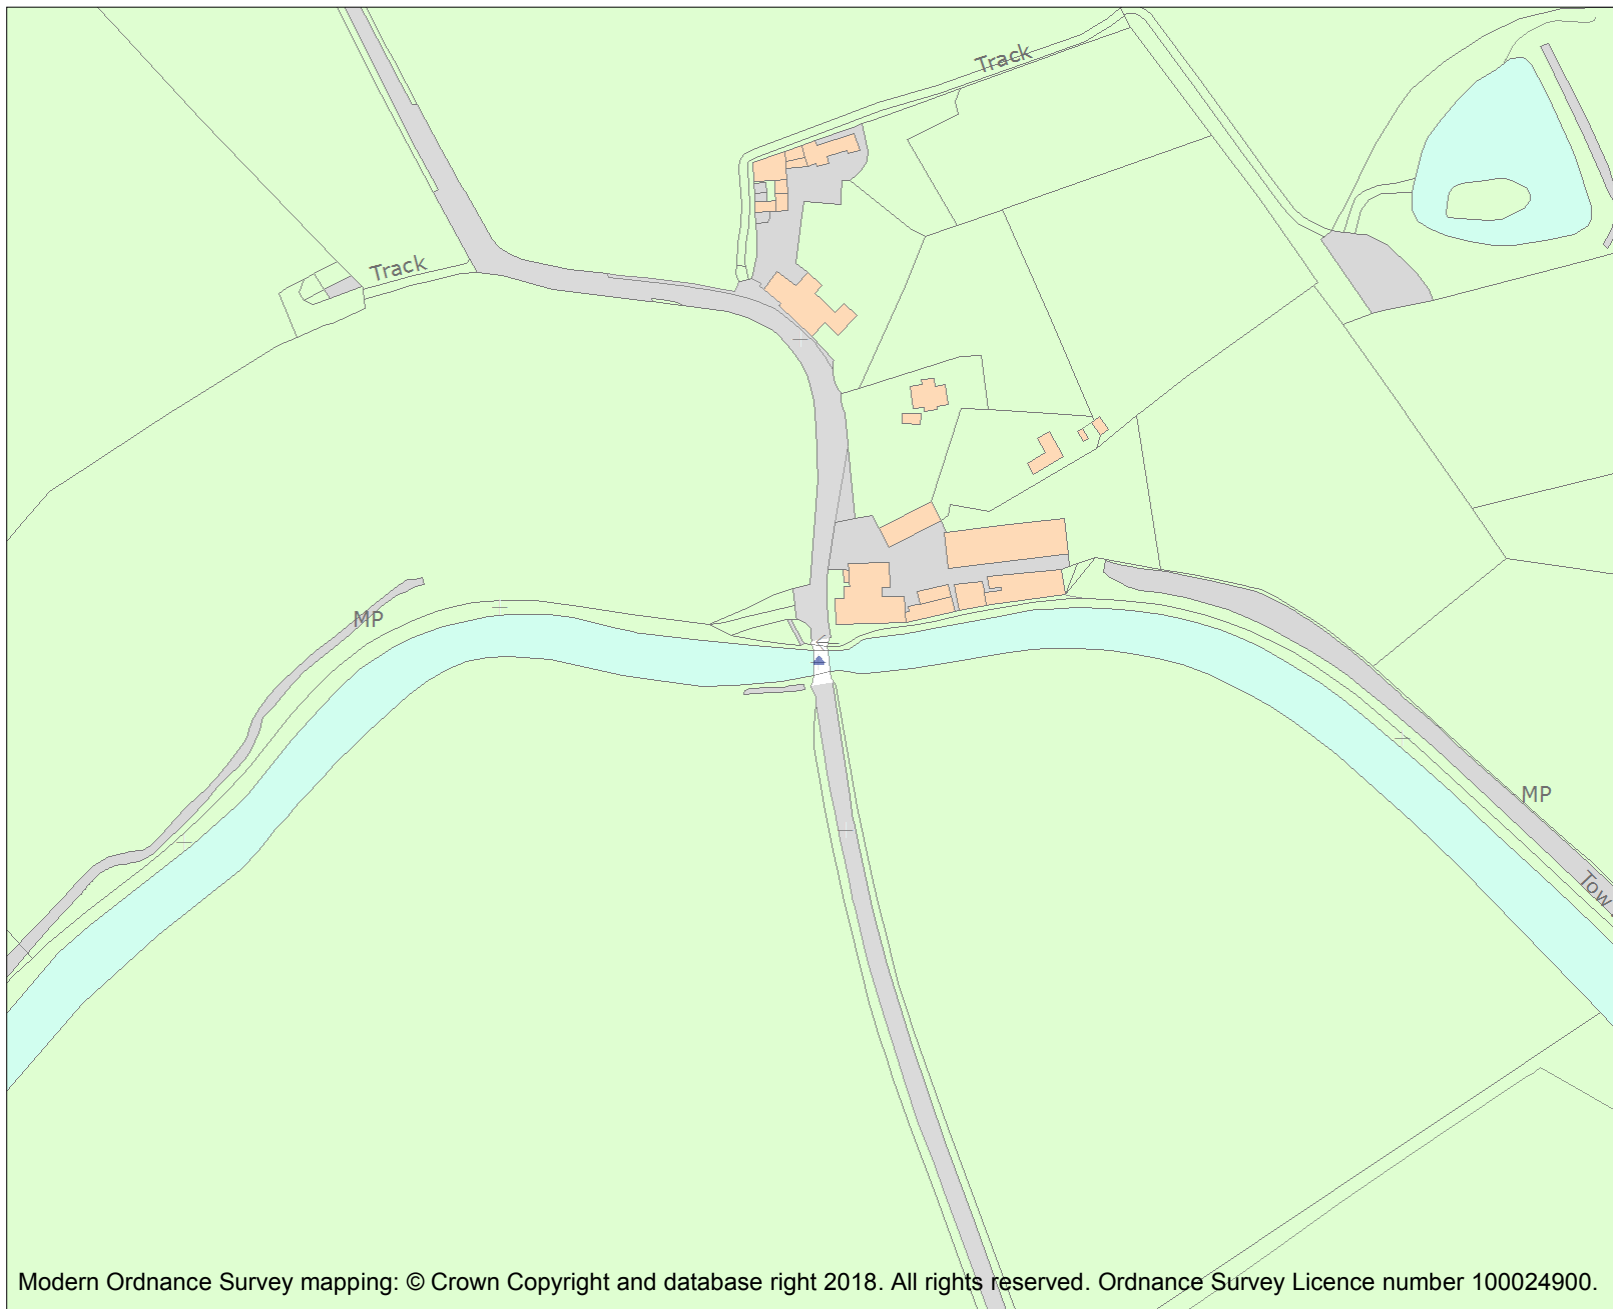 Track
Track
MP
MP
Tow
Modern Ordnance Survey mapping: © Crown Copyright and database right 2018. All rights reserved. Ordnance Survey Licence number 100024900.